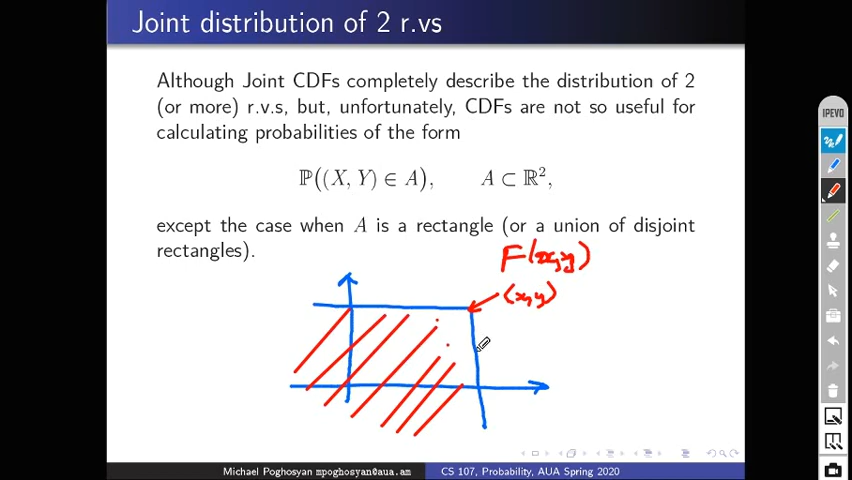 Joint distribution of 2 r.vs
Although Joint CDFs completely describe the distribution of 2
(or more) r.v.s, but, unfortunately, CDFs are not so useful for
calculating probabilities of the form
ℙ((X, Y) ∈ A), A ⊂ ℝ²,
except the case when A is a rectangle (or a union of disjoint
rectangles).
F(x,y)
(x,y)
IPEVO
Michael Poghosyan mpoghosyan@aua.am CS 107, Probability, AUA Spring 2020